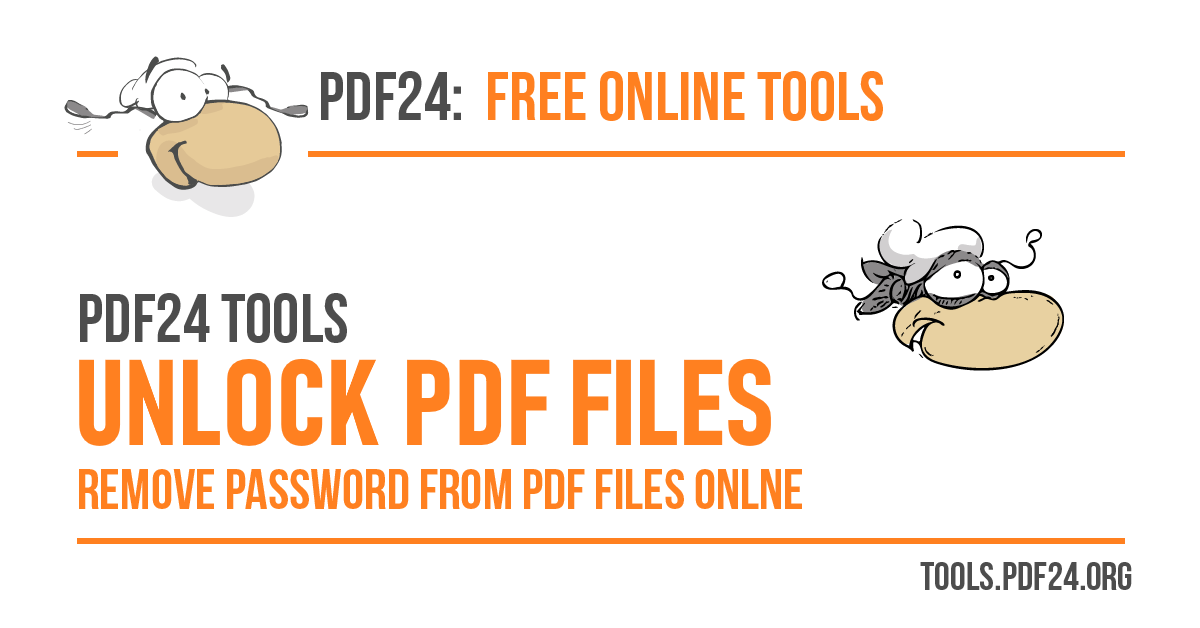 PDF24: FREE ONLINE TOOLS
PDF24 TOOLS
UNLOCK PDF FILES
REMOVE PASSWORD FROM PDF FILES ONLNE
TOOLS.PDF24.ORG